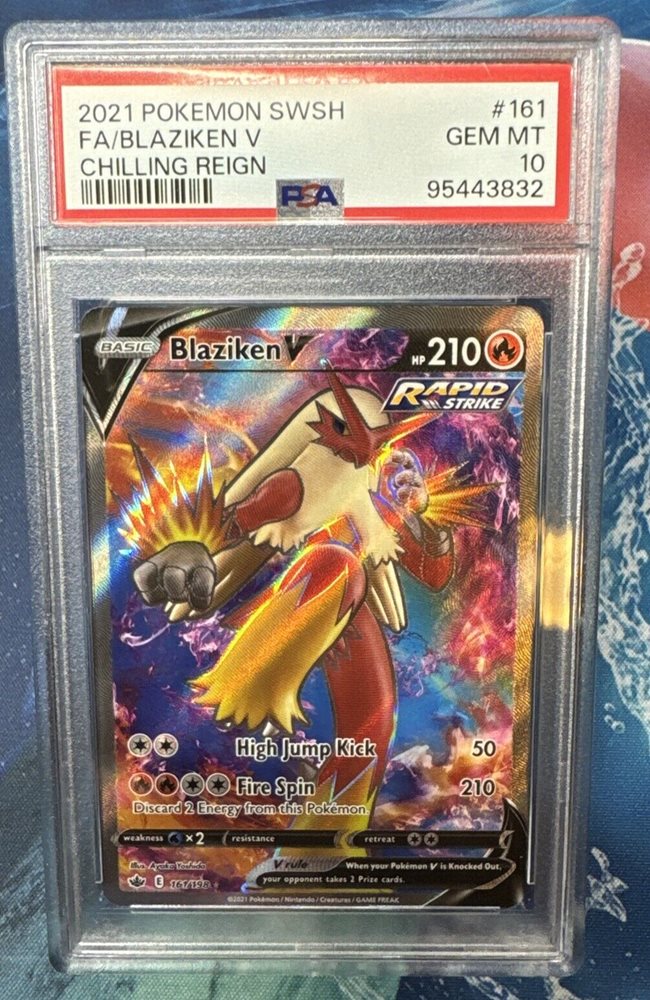 2021 POKEMON SWSH #161
FA/BLAZIKEN V GEM MT
CHILLING REIGN 10
PSA 95443832
BASIC Blaziken V HP 210
RAPID STRIKE
High Jump Kick 50
Fire Spin 210
Discard 2 Energy from this Pokémon.
weakness ×2 resistance retreat
V rule When your Pokémon V is Knocked Out,
your opponent takes 2 Prize cards.
Illus. Ayaka Yoshida
E 161/198
©2021 Pokémon / Nintendo / Creatures / GAME FREAK